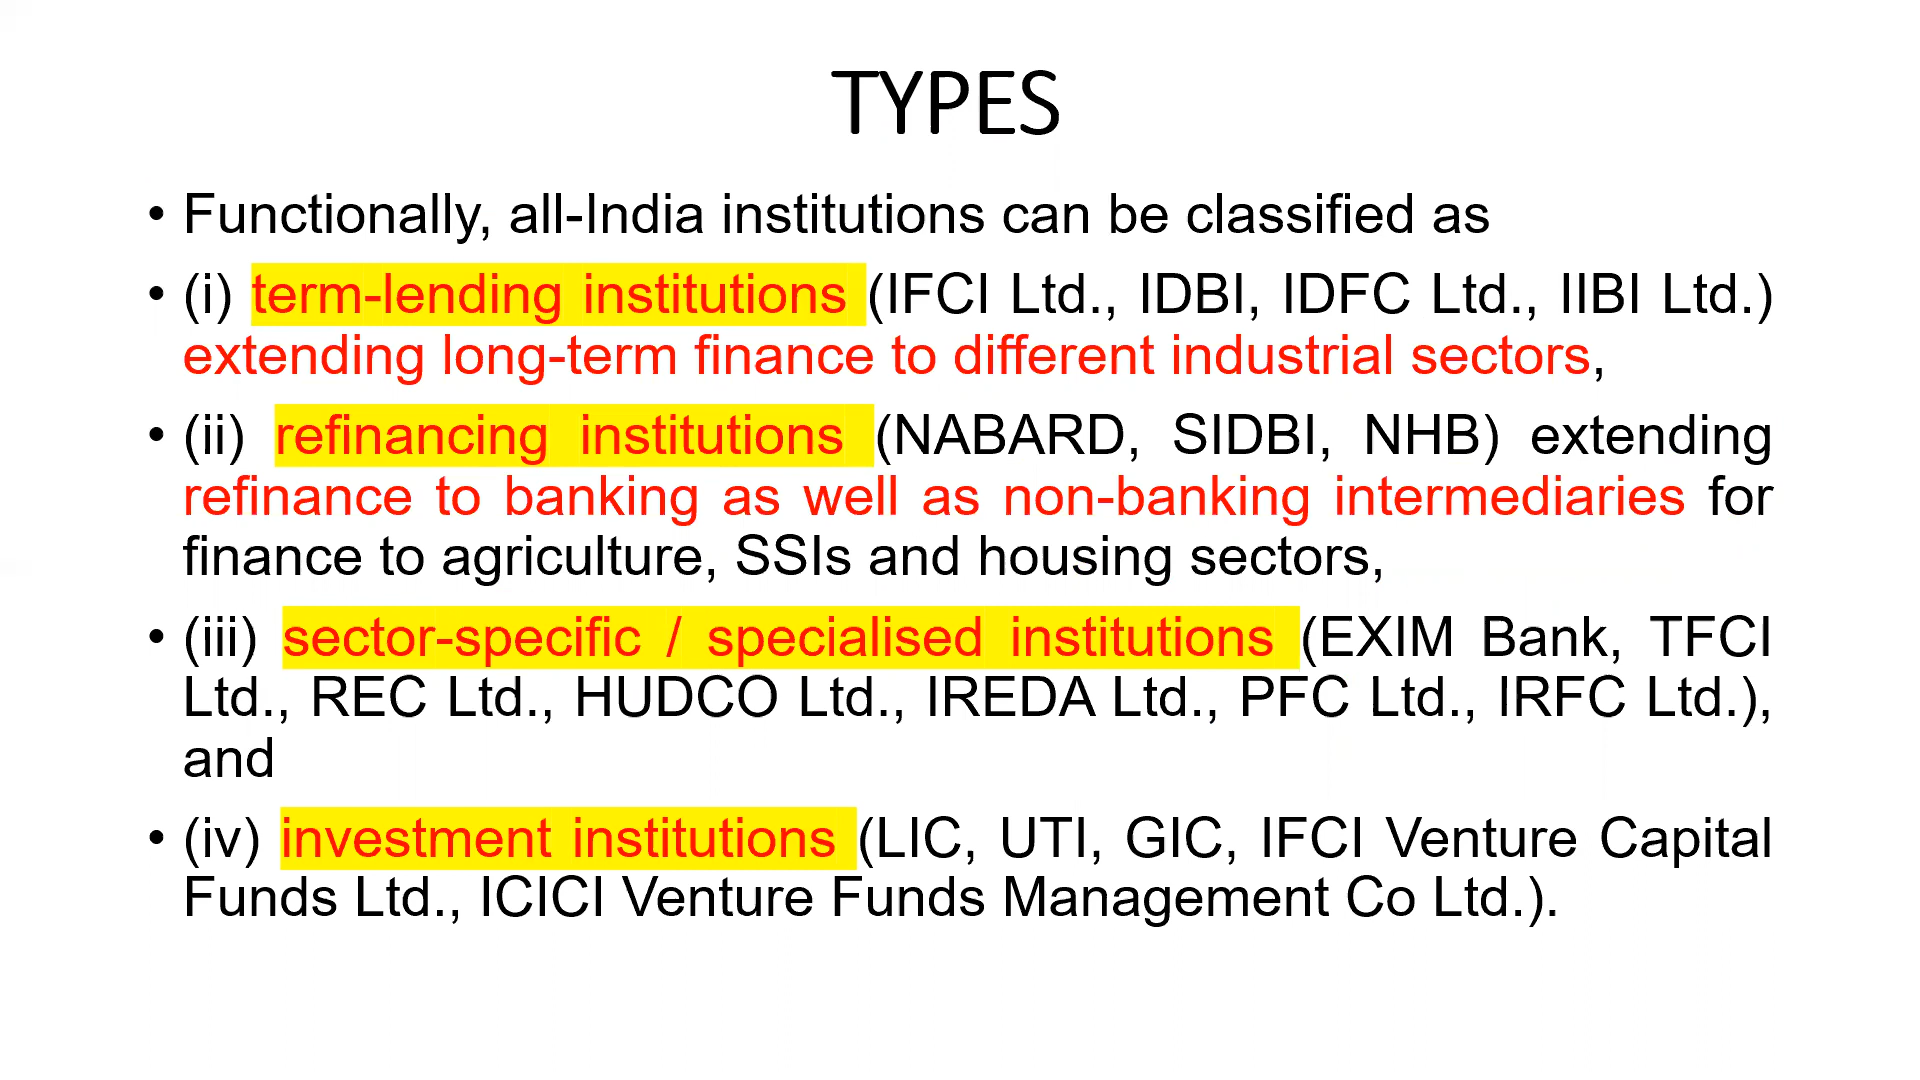 TYPES
• Functionally, all-India institutions can be classified as
• (i) term-lending institutions (IFCI Ltd., IDBI, IDFC Ltd., IIBI Ltd.)
extending long-term finance to different industrial sectors,
• (ii) refinancing institutions (NABARD, SIDBI, NHB) extending
refinance to banking as well as non-banking intermediaries for
finance to agriculture, SSIs and housing sectors,
• (iii) sector-specific / specialised institutions (EXIM Bank, TFCI
Ltd., REC Ltd., HUDCO Ltd., IREDA Ltd., PFC Ltd., IRFC Ltd.),
and
• (iv) investment institutions (LIC, UTI, GIC, IFCI Venture Capital
Funds Ltd., ICICI Venture Funds Management Co Ltd.).